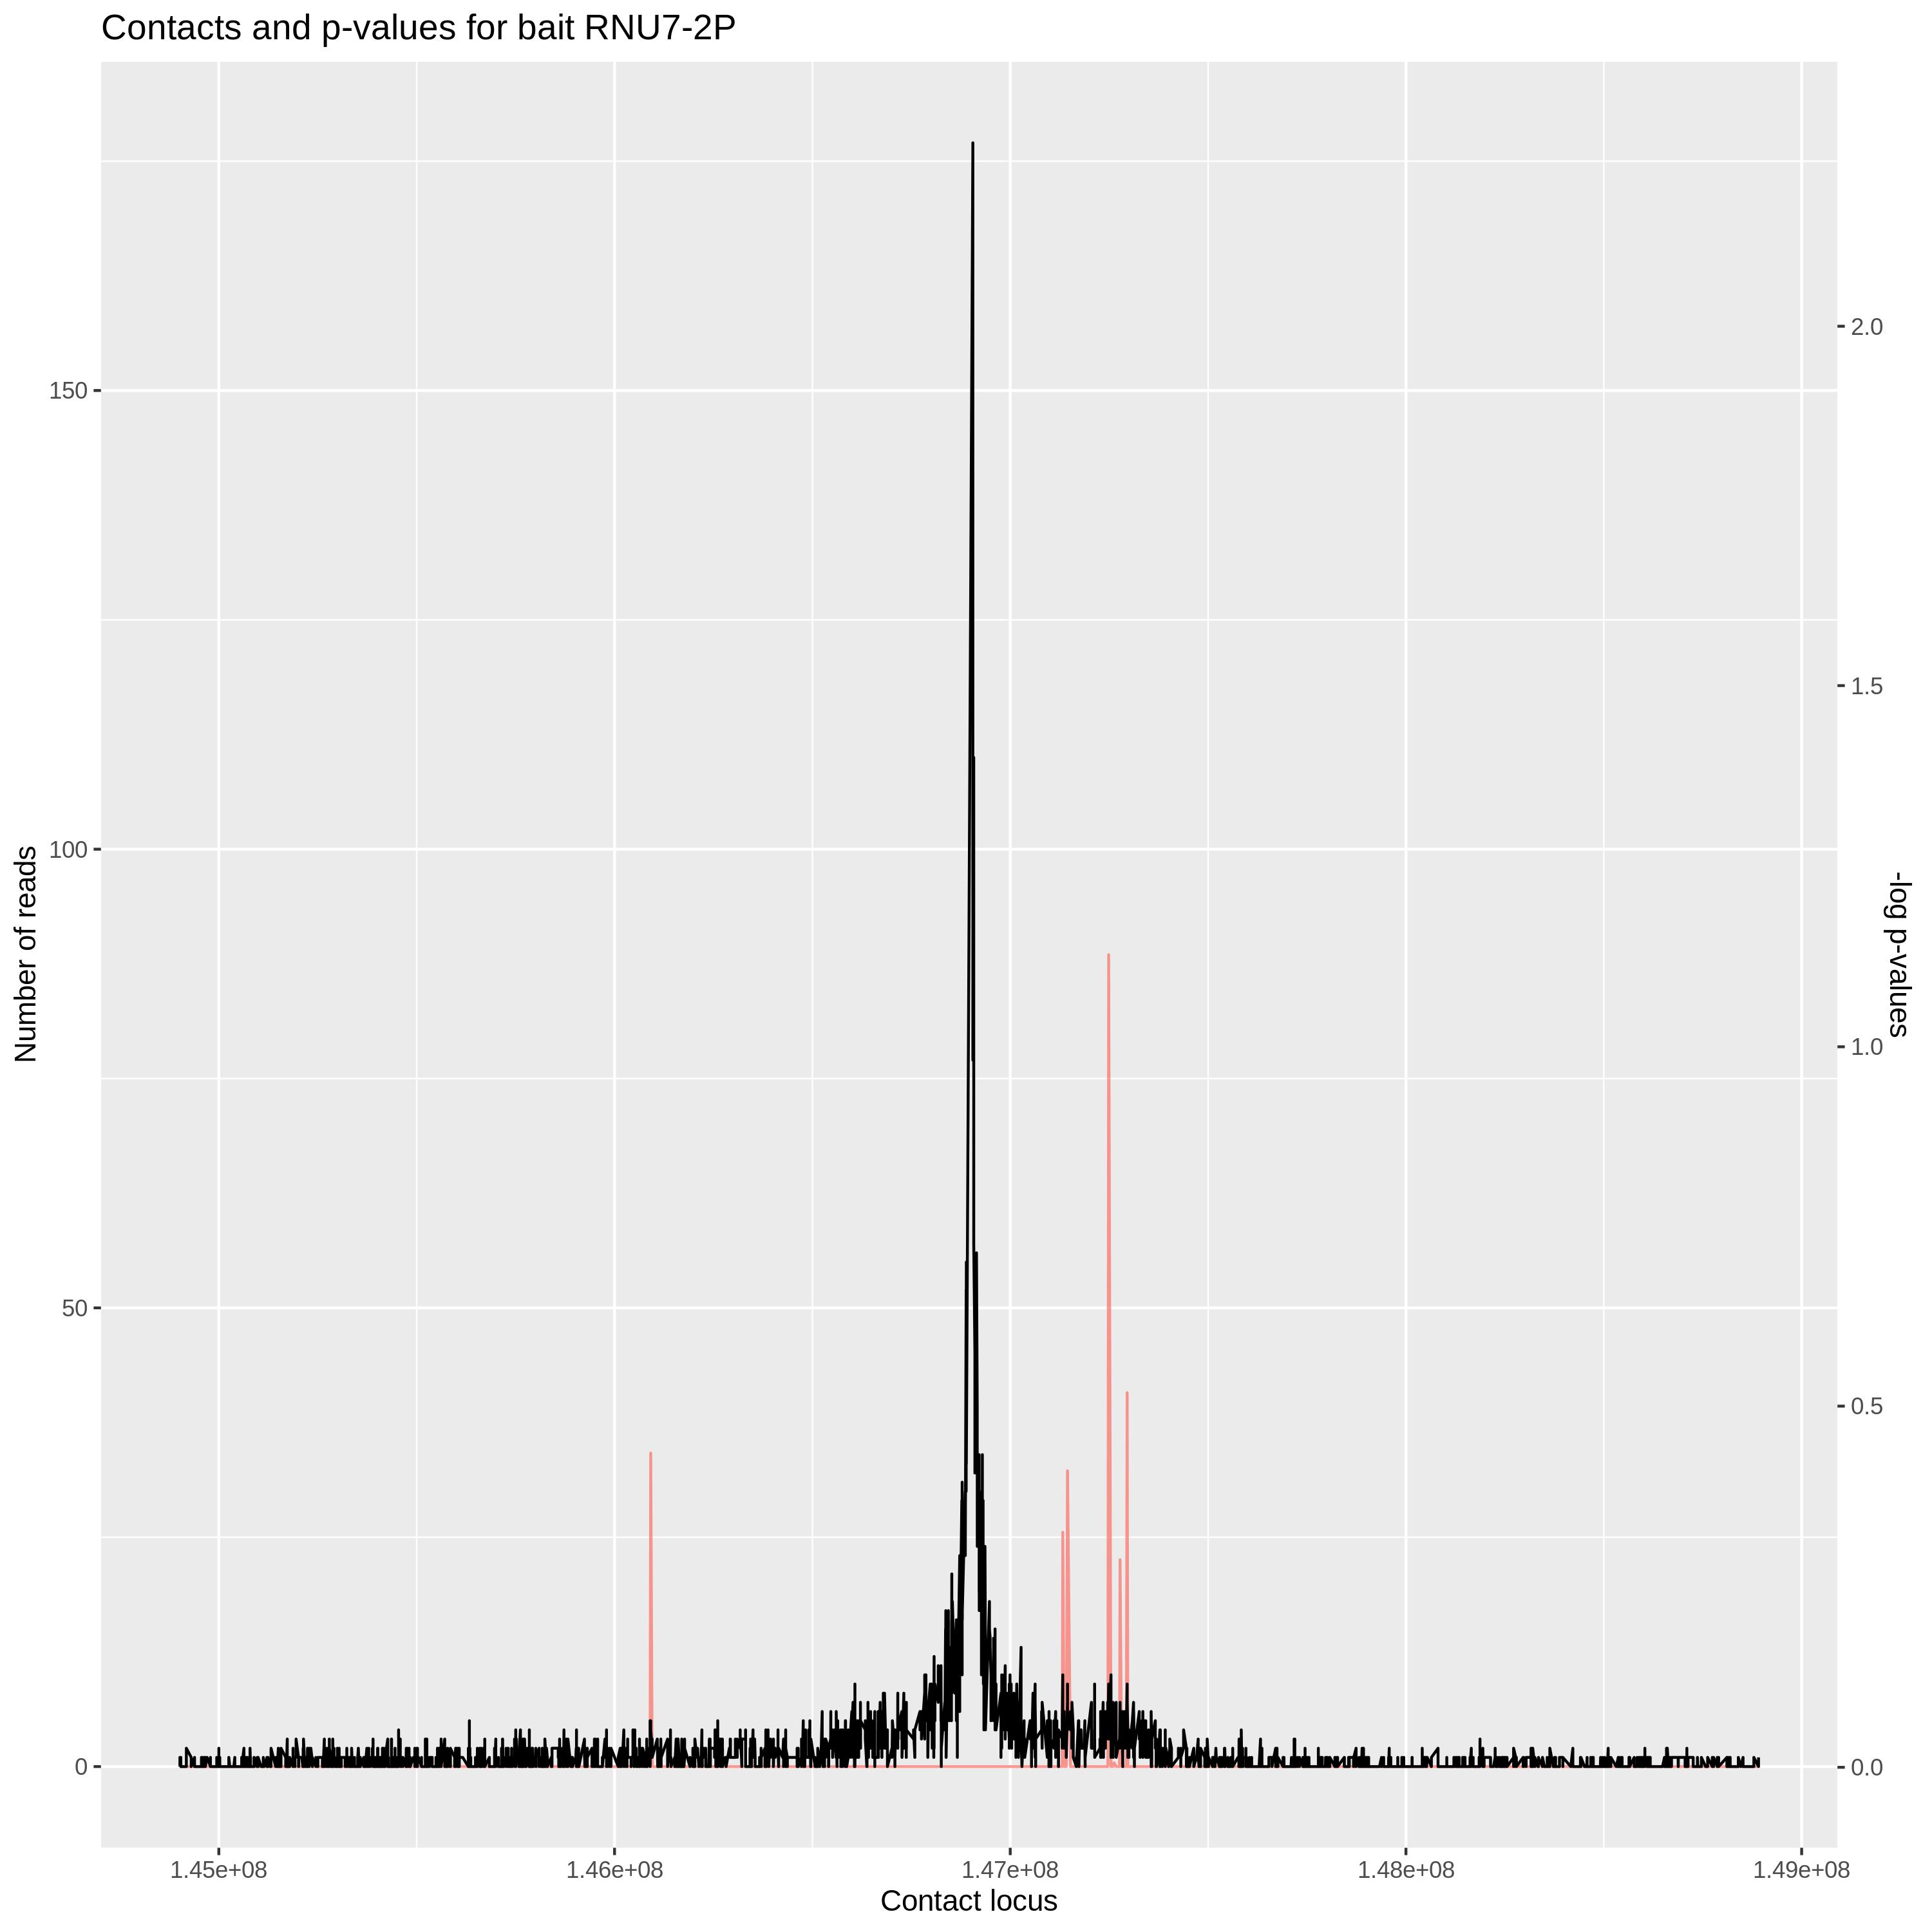 Contacts and p-values for bait RNU7-2P
Number of reads
150
100
50
0
2.0
1.5
1.0
0.5
0.0
-log p-values
1.45e+08
1.46e+08
1.47e+08
1.48e+08
1.49e+08
Contact locus